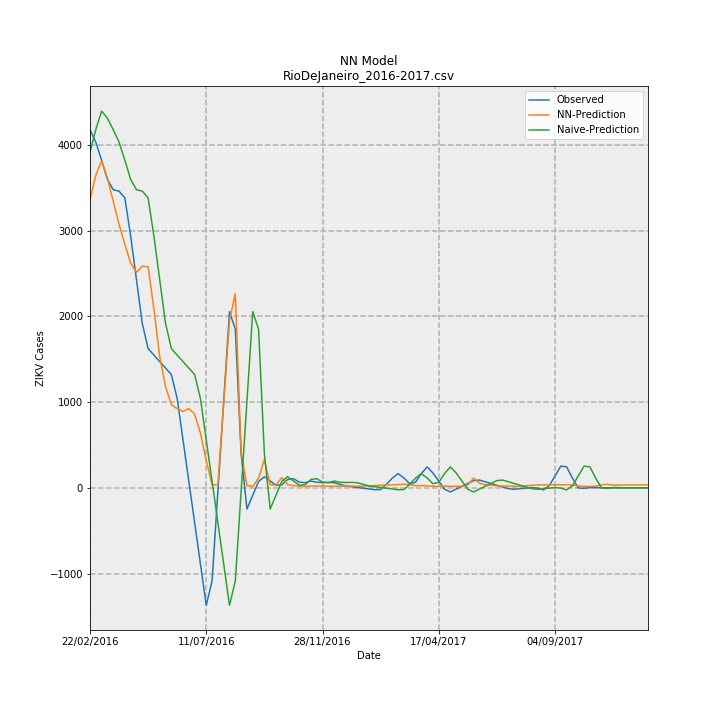 NN Model
RioDeJaneiro_2016-2017.csv
Observed
NN-Prediction
Naive-Prediction
4000
3000
2000
1000
0
−1000
ZIKV Cases
22/02/2016
11/07/2016
28/11/2016
17/04/2017
04/09/2017
Date